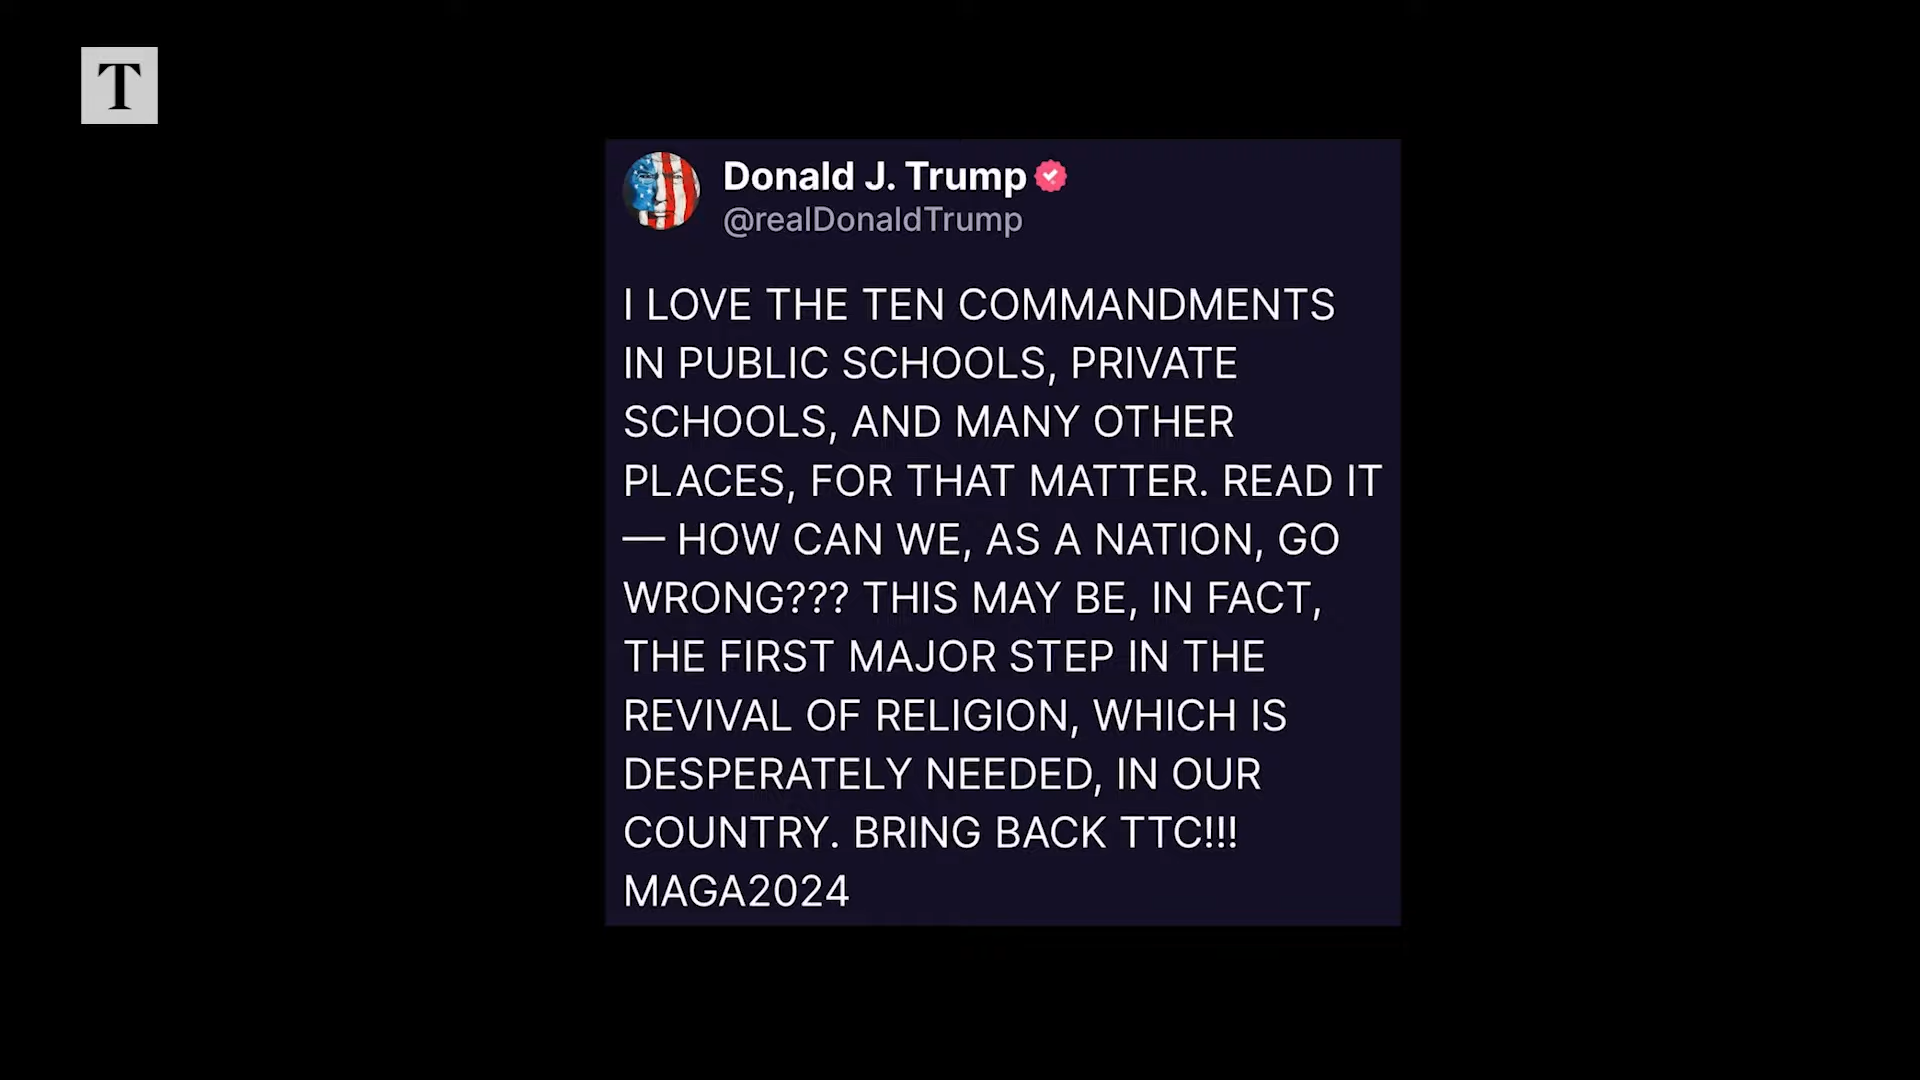 T
Donald J. Trump
@realDonaldTrump
I LOVE THE TEN COMMANDMENTS
IN PUBLIC SCHOOLS, PRIVATE
SCHOOLS, AND MANY OTHER
PLACES, FOR THAT MATTER. READ IT
— HOW CAN WE, AS A NATION, GO
WRONG??? THIS MAY BE, IN FACT,
THE FIRST MAJOR STEP IN THE
REVIVAL OF RELIGION, WHICH IS
DESPERATELY NEEDED, IN OUR
COUNTRY. BRING BACK TTC!!!
MAGA2024